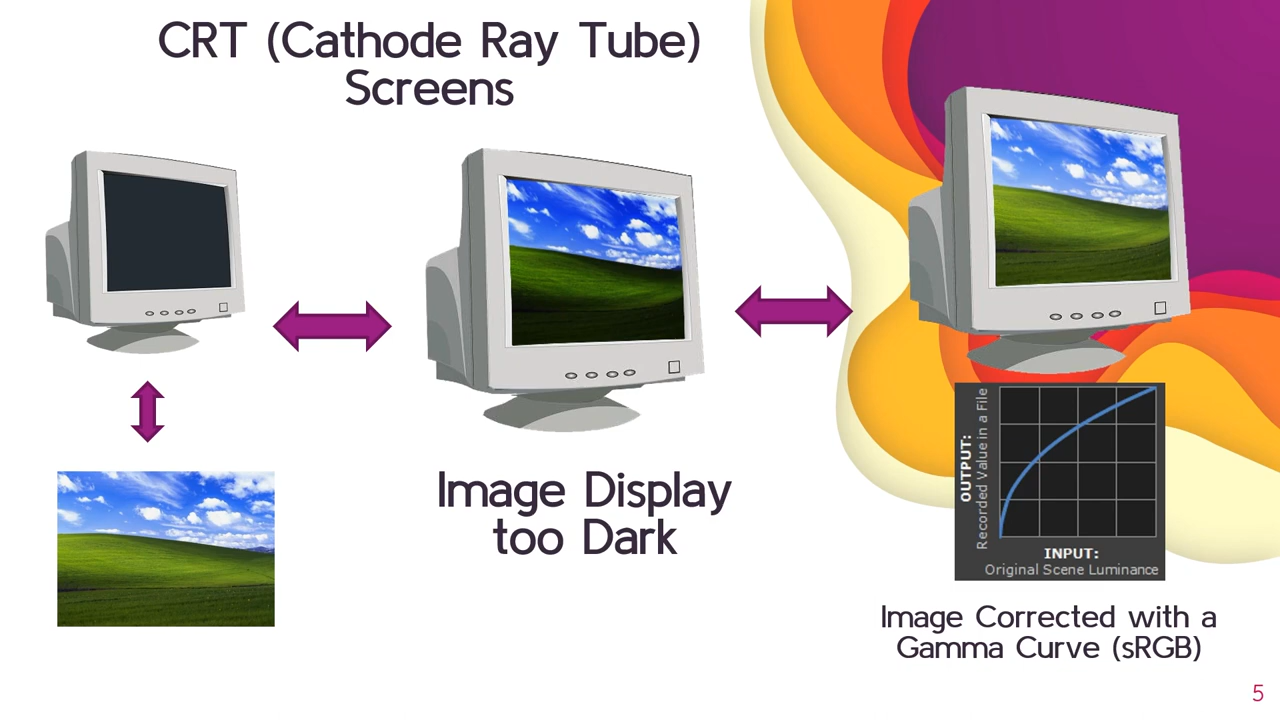 CRT (Cathode Ray Tube)
Screens
Image Display
too Dark
OUTPUT:
Recorded Value in a File
INPUT:
Original Scene Luminance
Image Corrected with a
Gamma Curve (sRGB)
5